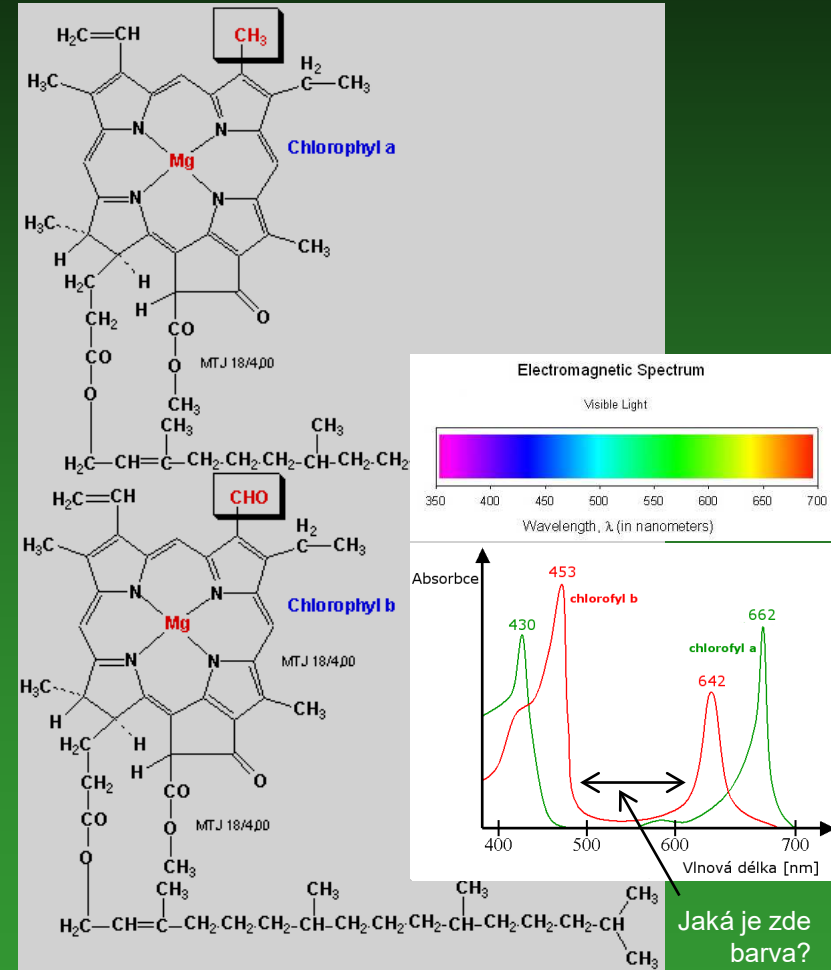 H₂C=CH
CH₃
H₃C
H₂
C-CH₃
N
N
Chlorophyl a
Mg
N
N
H₃C
CH₃
H
H
H₂C
H
O
CH₂
CO
CO
O
MTJ 18/4,00
O
CH₃
CH₃
CH₃
H₂C-CH=C-CH₂-CH₂-CH₂-CH-CH₂-CH₂-
H₂C=CH
CHO
H₃C
H₂
C-CH₃
N
N
Chlorophyl b
Mg
N
N
MTJ 18/4,00
H₃C
CH₃
H
H
H₂C
H
O
CH₂
CO
CO
O
MTJ 18/4,00
O
CH₃
CH₃
CH₃
CH₃
CH₃
H₂C-CH=C-CH₂-CH₂-CH₂-CH-CH₂-CH₂-CH₂-CH-CH₂-CH₂-CH₂-CH
CH₃
Electromagnetic Spectrum
Visible Light
350 400 450 500 550 600 650 700
Wavelength, λ (in nanometers)
Absorbce
453
chlorofyl b
430
662
chlorofyl a
642
400 500 600 700
Vlnová délka [nm]
Jaká je zde
barva?